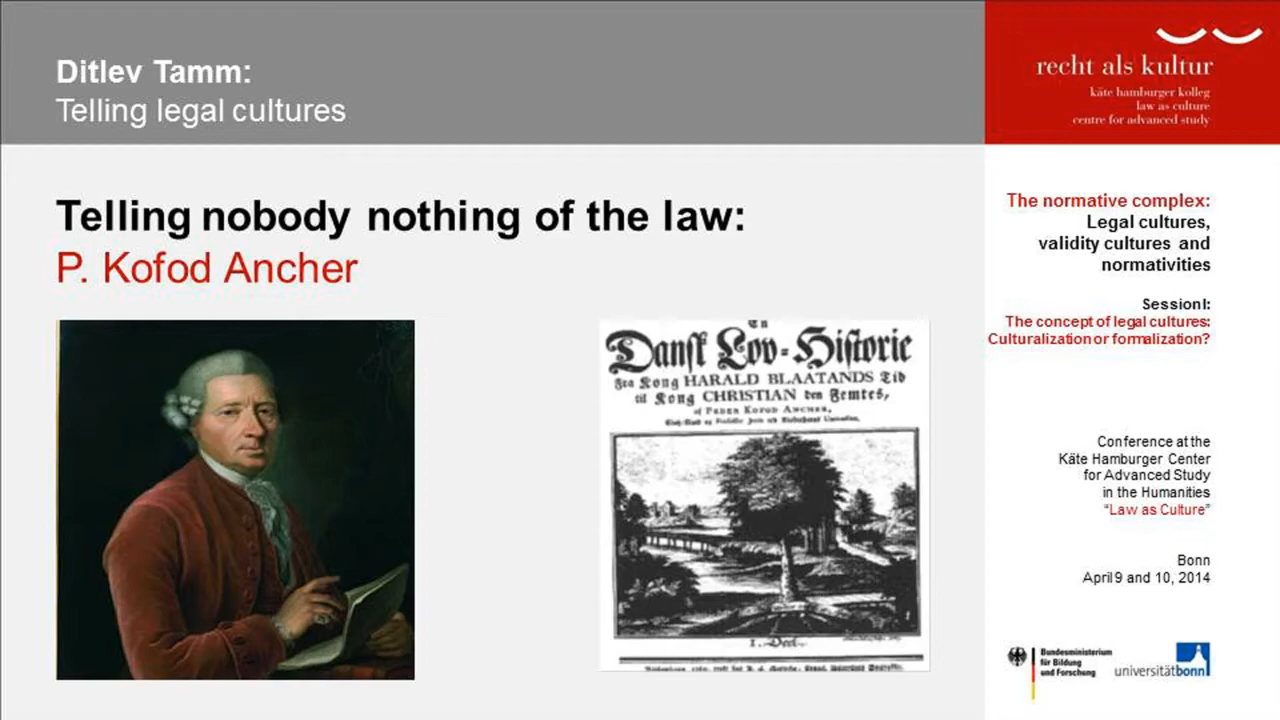 Ditlev Tamm:
Telling legal cultures
recht als kultur
käte hamburger kolleg
law as culture
centre for advanced study
Telling nobody nothing of the law:
P. Kofod Ancher
En
Dansk Lov-Historie
Fra Kong HARALD BLAATANDS Tid
til Kong CHRISTIAN den Femtes,
af PEDER KOFOD ANCHER,
I. Deel.
The normative complex:
Legal cultures,
validity cultures and
normativities
Session I:
The concept of legal cultures:
Culturalization or formalization?
Conference at the
Käte Hamburger Center
for Advanced Study
in the Humanities
“Law as Culture”
Bonn
April 9 and 10, 2014
Bundesministerium
für Bildung
und Forschung
universitätbonn